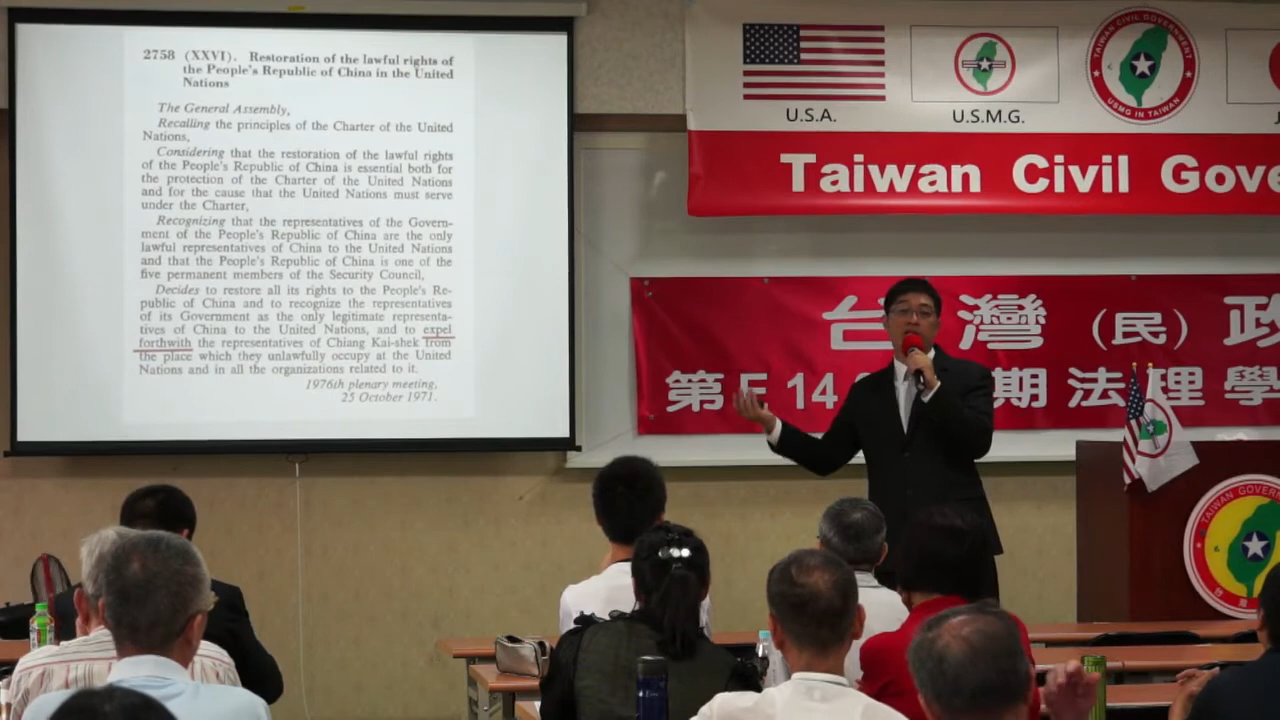 2758 (XXVI). Restoration of the lawful rights of
the People's Republic of China in the United
Nations
The General Assembly,
Recalling the principles of the Charter of the United
Nations,
Considering that the restoration of the lawful rights
of the People's Republic of China is essential both for
the protection of the Charter of the United Nations
and for the cause that the United Nations must serve
under the Charter,
Recognizing that the representatives of the Govern-
ment of the People's Republic of China are the only
lawful representatives of China to the United Nations
and that the People's Republic of China is one of the
five permanent members of the Security Council,
Decides to restore all its rights to the People's Re-
public of China and to recognize the representatives
of its Government as the only legitimate representa-
tives of China to the United Nations, and to expel
forthwith the representatives of Chiang Kai-shek from
the place which they unlawfully occupy at the United
Nations and in all the organizations related to it.
1976th plenary meeting,
25 October 1971.
U.S.A.
U.S.M.G.
TAIWAN CIVIL GOVERNMENT
USMG IN TAIWAN
J
Taiwan Civil Gove
台灣(民)政
第E 14 期法理學
TAIWAN GOVERN
台